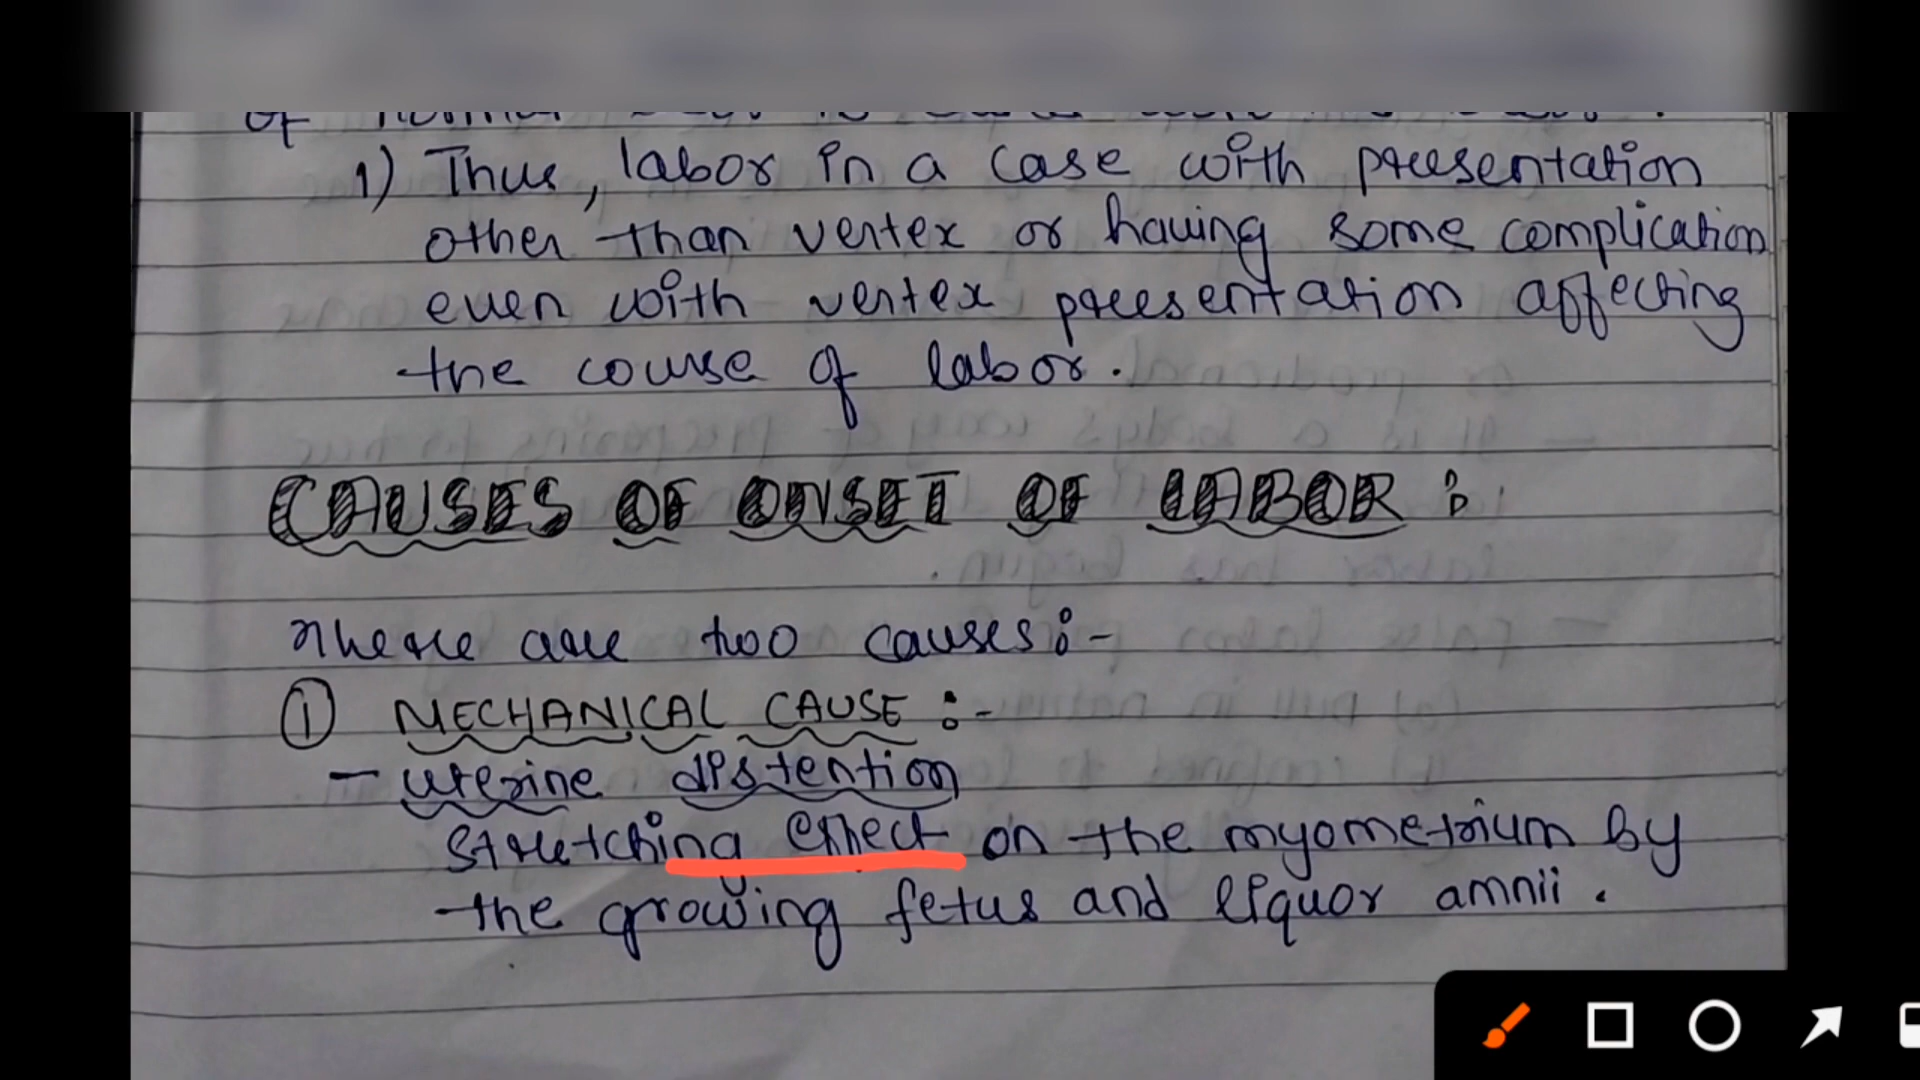 of normal
1) Thus, labor in a case with presentation
other than vertex or having some complication
even with vertex presentation affecting
the course of labor.
CAUSES OF ONSET OF LABOR :
There are two causes:-
① MECHANICAL CAUSE :-
- Uterine distention
stretching effect on the myometrium by
the growing fetus and liquor amnii.